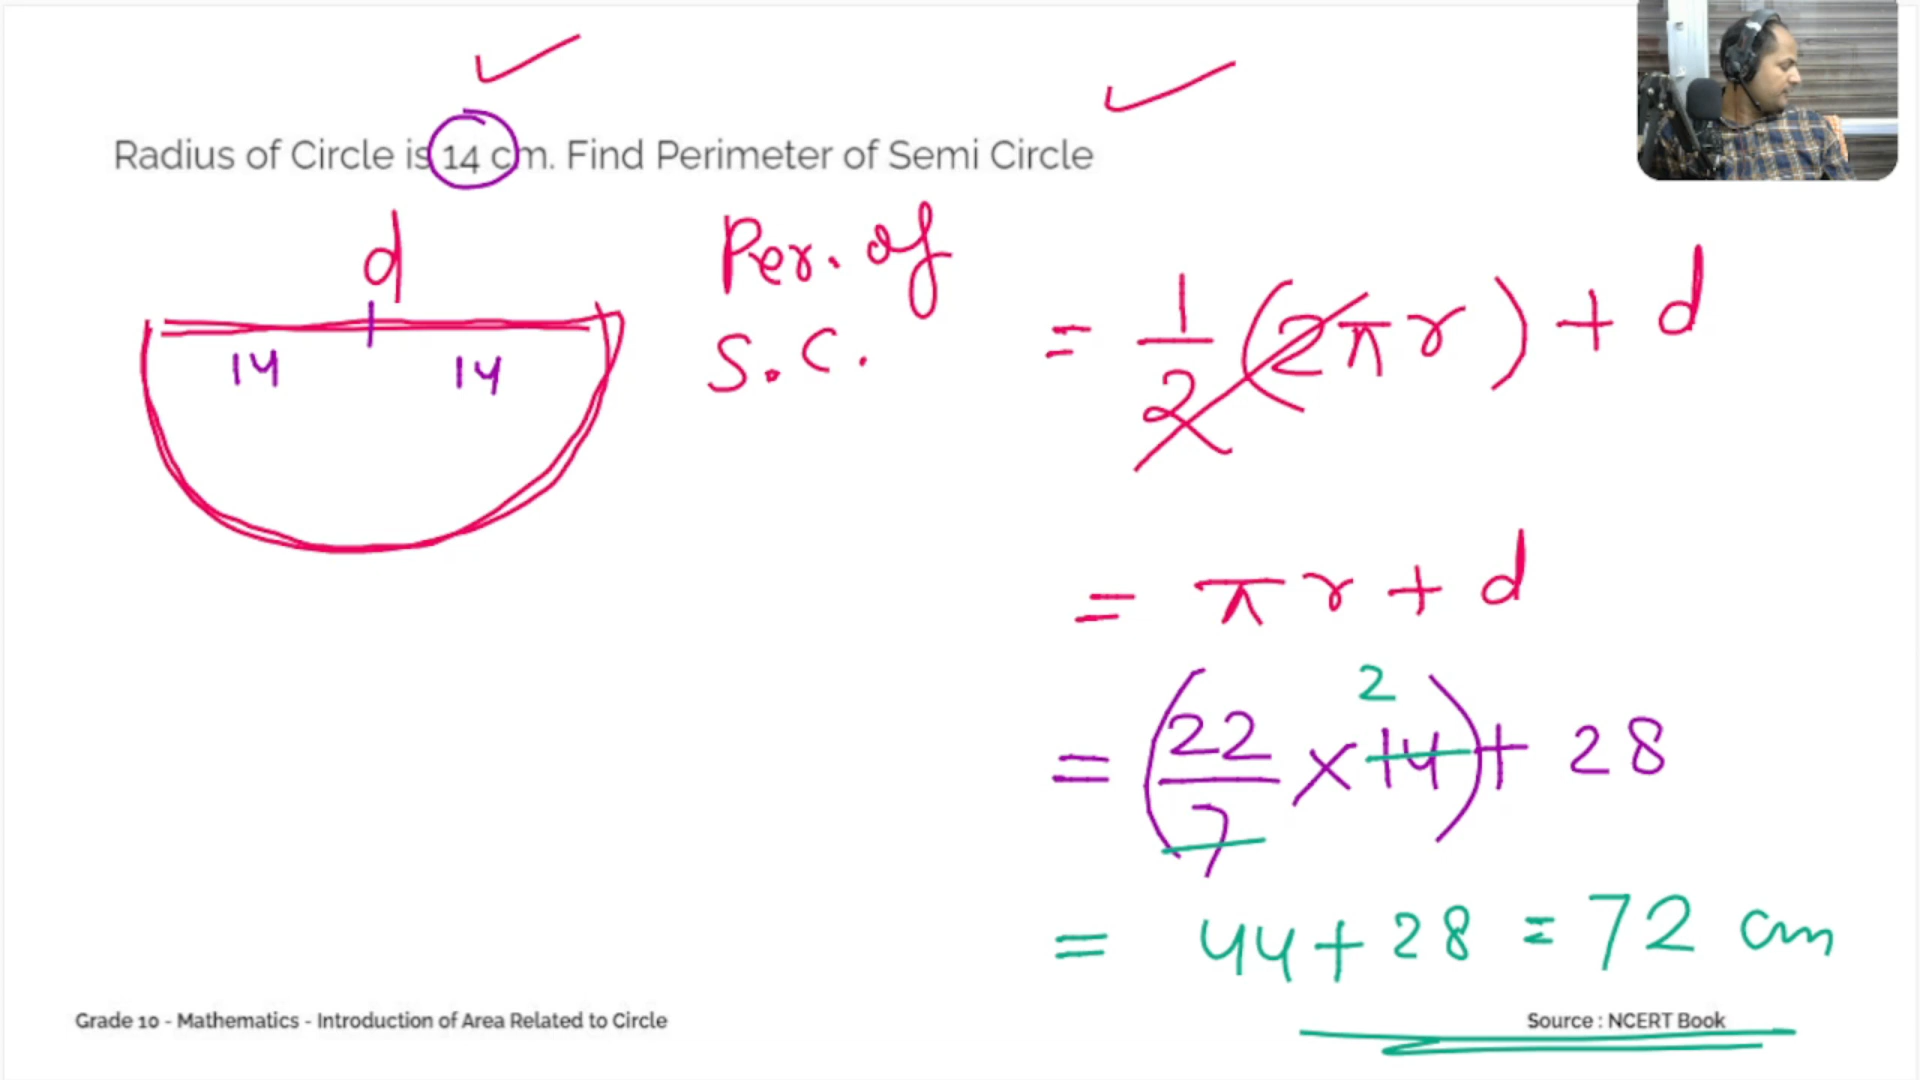 Radius of Circle is 14 cm. Find Perimeter of Semi Circle
d
14 14
Per. of
S.C.
= 1/2 (2πr) + d
= πr + d
2
= (22/7 × 14) + 28
= 44 + 28 = 72 cm
Grade 10 - Mathematics - Introduction of Area Related to Circle
Source : NCERT Book